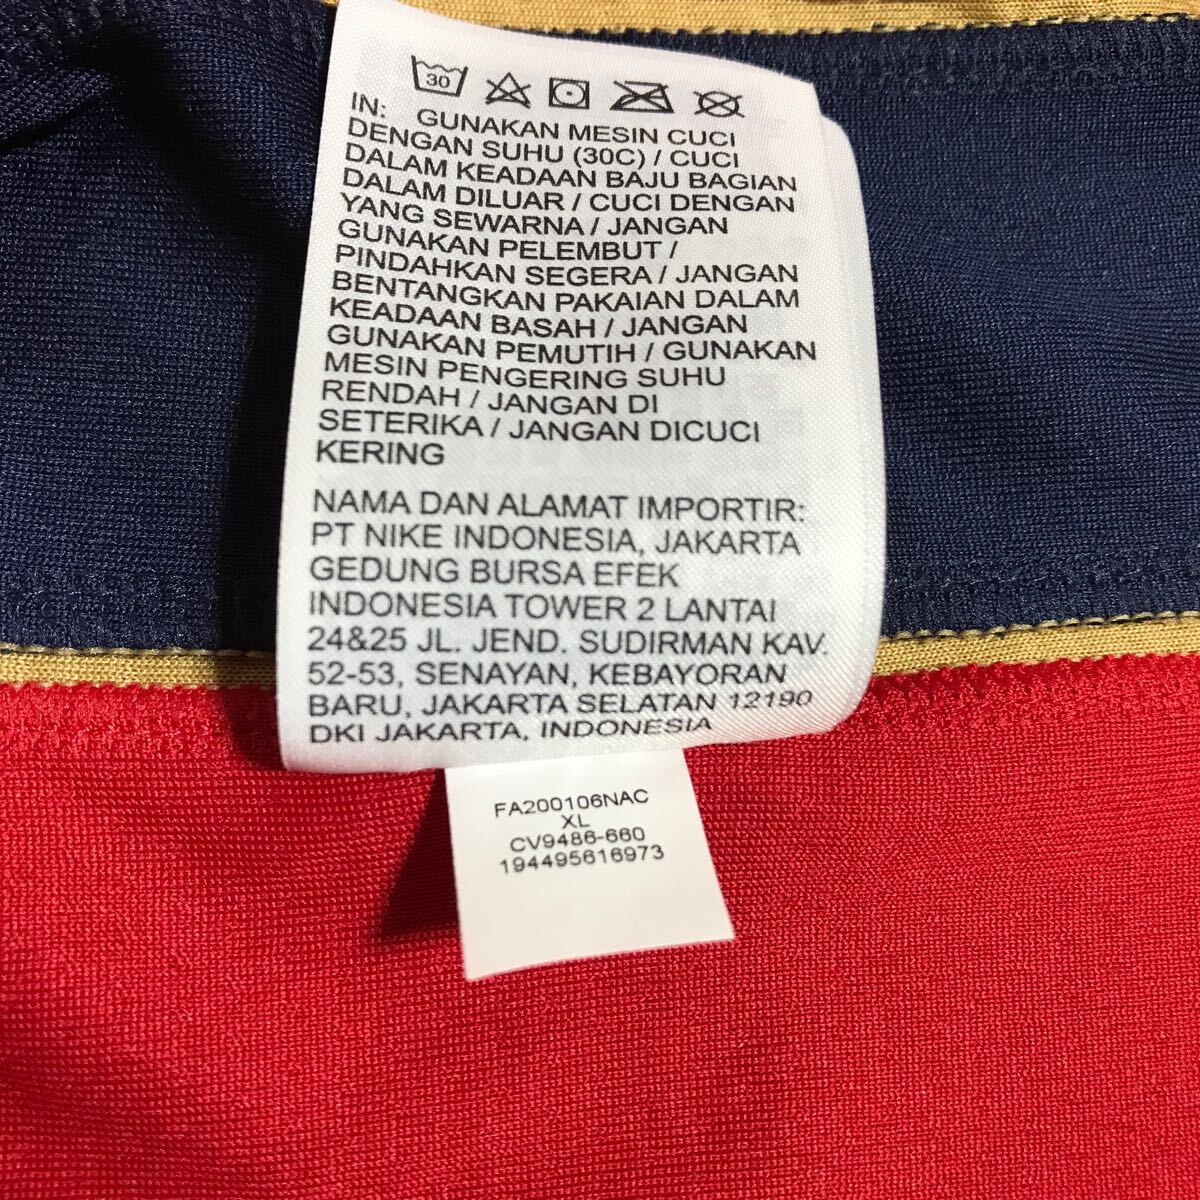 30
IN: GUNAKAN MESIN CUCI
DENGAN SUHU (30C) / CUCI
DALAM KEADAAN BAJU BAGIAN
DALAM DILUAR / CUCI DENGAN
YANG SEWARNA / JANGAN
GUNAKAN PELEMBUT /
PINDAHKAN SEGERA / JANGAN
BENTANGKAN PAKAIAN DALAM
KEADAAN BASAH / JANGAN
GUNAKAN PEMUTIH / GUNAKAN
MESIN PENGERING SUHU
RENDAH / JANGAN DI
SETERIKA / JANGAN DICUCI
KERING
NAMA DAN ALAMAT IMPORTIR:
PT NIKE INDONESIA, JAKARTA
GEDUNG BURSA EFEK
INDONESIA TOWER 2 LANTAI
24&25 JL. JEND. SUDIRMAN KAV.
52-53, SENAYAN, KEBAYORAN
BARU, JAKARTA SELATAN 12190
DKI JAKARTA, INDONESIA
FA200106NAC
XL
CV9486-660
194495616973